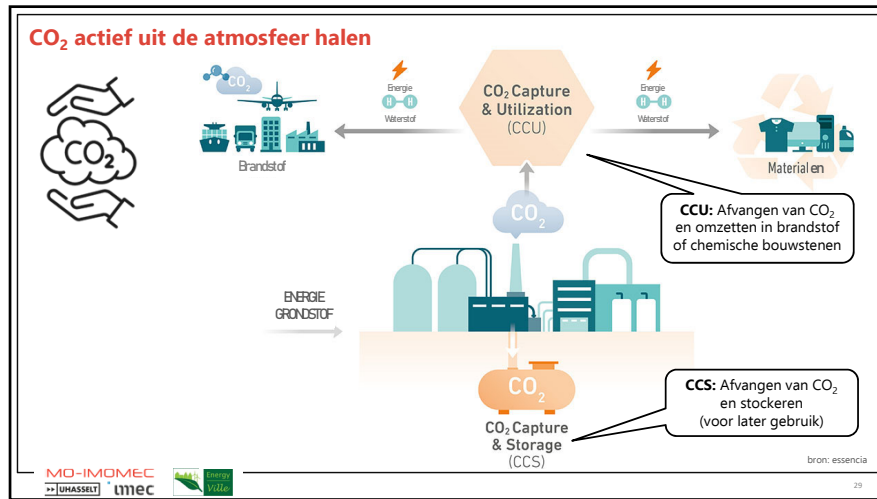 CO₂ actief uit de atmosfeer halen
CO₂
CO₂
Brandstof
Energie
H H
Waterstof
CO₂ Capture
& Utilization
(CCU)
Energie
H H
Waterstof
Materialen
CCU: Afvangen van CO₂
en omzetten in brandstof
of chemische bouwstenen
CO₂
ENERGIE
GRONDSTOF
CO₂
CO₂ Capture
& Storage
(CCS)
CCS: Afvangen van CO₂
en stockeren
(voor later gebruik)
bron: essencia
MO-IMOMEC
UHASSELT imec
Energy
Ville
29